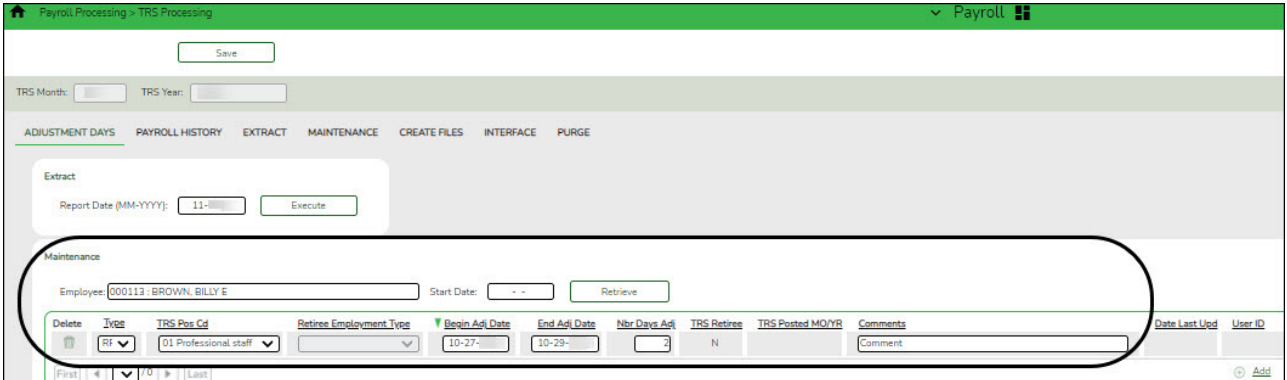 Payroll Processing > TRS Processing Payroll
Save
TRS Month: TRS Year:
ADJUSTMENT DAYS PAYROLL HISTORY EXTRACT MAINTENANCE CREATE FILES INTERFACE PURGE
Extract
Report Date (MM-YYYY): 11- Execute
Maintenance
Employee: 000113 : BROWN, BILLY E Start Date: - - Retrieve
Delete Type TRS Pos Cd Retiree Employment Type Begin Adj Date End Adj Date Nbr Days Adj TRS Retiree TRS Posted MO/YR Comments Date Last Upd User ID
01 Professional staff 10-27- 10-29- 2 N Comment
First / 0 Last Add